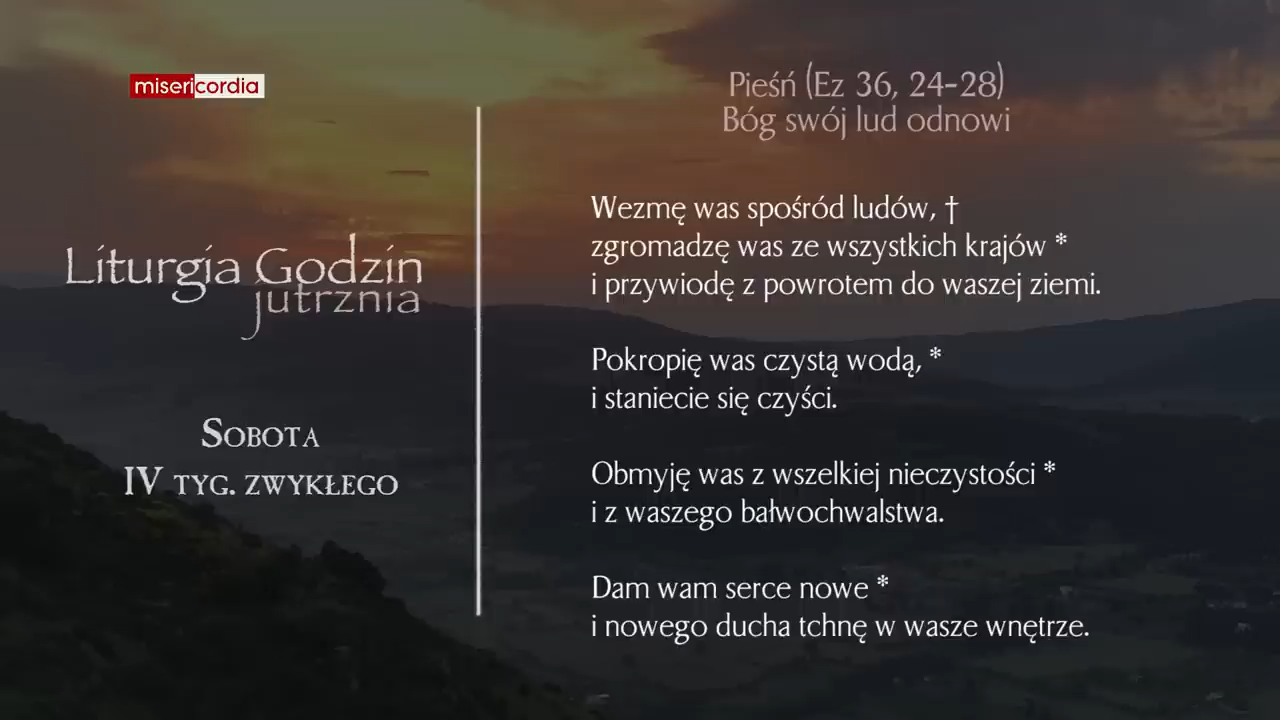 misericordia
Liturgia Godzin
jutrznia
Sobota
IV tyg. zwykłego
Pieśń (Ez 36, 24-28)
Bóg swój lud odnowi
Wezmę was spośród ludów, †
zgromadzę was ze wszystkich krajów *
i przywiodę z powrotem do waszej ziemi.
Pokropię was czystą wodą, *
i staniecie się czyści.
Obmyję was z wszelkiej nieczystości *
i z waszego bałwochwalstwa.
Dam wam serce nowe *
i nowego ducha tchnę w wasze wnętrze.